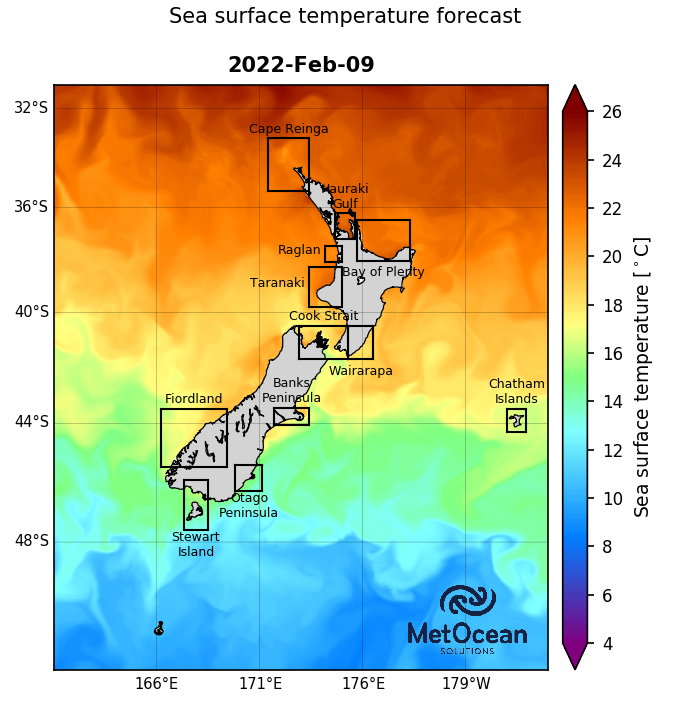 Sea surface temperature forecast
2022-Feb-09
32°S
36°S
40°S
44°S
48°S
166°E
171°E
176°E
179°W
Cape Reinga
Hauraki
Gulf
Raglan
Bay of Plenty
Taranaki
Cook Strait
Wairarapa
Banks
Peninsula
Fiordland
Chatham
Islands
Otago
Peninsula
Stewart
Island
MetOcean
SOLUTIONS
26
24
22
20
18
16
14
12
10
8
6
4
Sea surface temperature [°C]